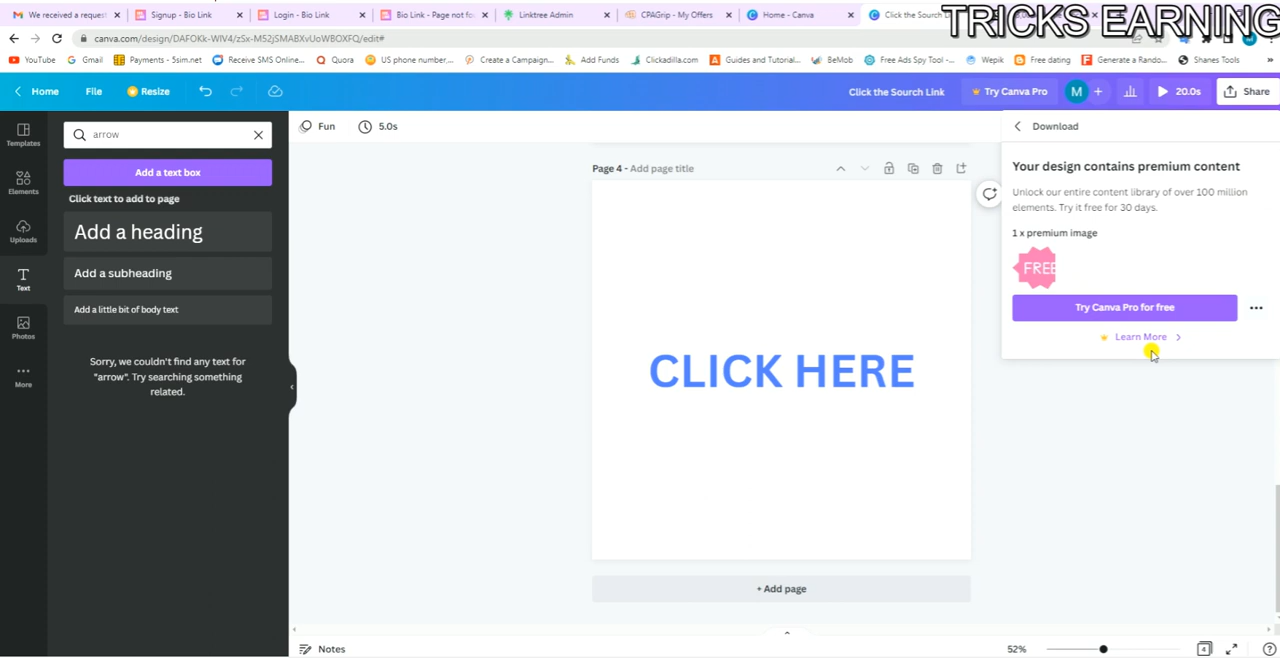 We received a reques
Signup - Bio Link
Login - Bio Link
Bio Link - Page not fo
Linktree Admin
CPAGrip - My Offers
Home - Canva
Click the Sourch Lin
TRICKS EARNING
canva.com/design/DAFOKk-WIV4/zSx-MS2jSMABXvUoWBOXFQ/edit#
YouTube
Gmail
Payments - 5sim.net
Receive SMS Online...
Quora
US phone number,...
Create a Campaign...
Add Funds
Clickadilla.com
Guides and Tutorial...
BeMob
Free Ads Spy Tool -...
Wepik
Free dating
Generate a Rando...
Shanes Tools
»
Home
File
Resize
Click the Sourch Link
Try Canva Pro
M
+
20.0s
Share
Templates
Elements
Uploads
Text
Photos
More
arrow
Add a text box
Click text to add to page
Add a heading
Add a subheading
Add a little bit of body text
Sorry, we couldn't find any text for
"arrow". Try searching something
related.
Fun
5.0s
Page 4 - Add page title
CLICK HERE
+ Add page
Download
Your design contains premium content
Unlock our entire content library of over 100 million
elements. Try it free for 30 days.
1 x premium image
FREE
Try Canva Pro for free
Learn More
Notes
52%
4